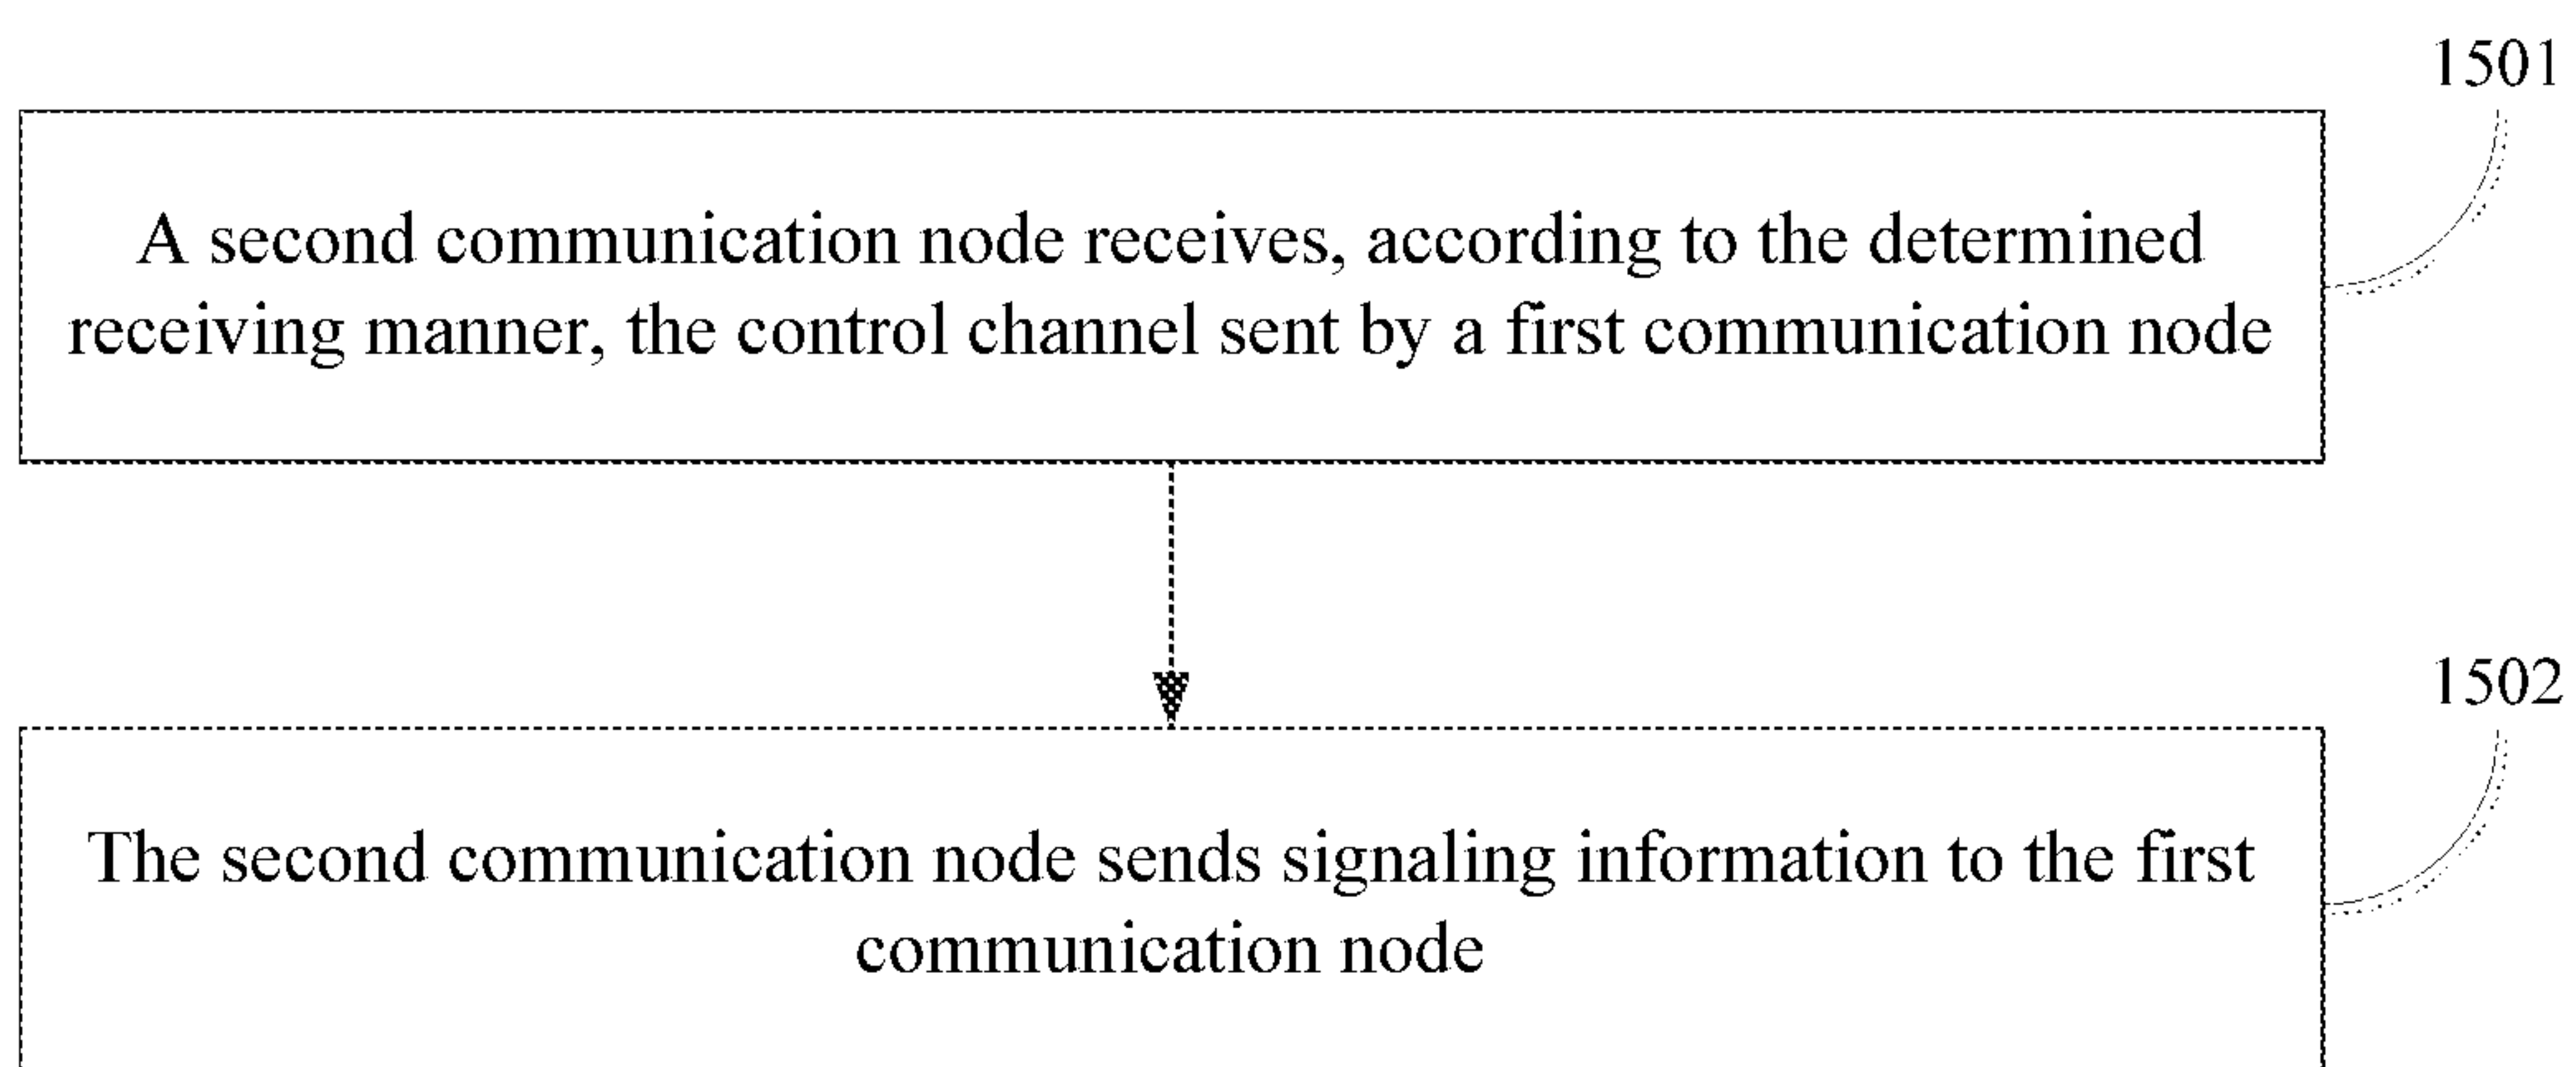 1501
A second communication node receives, according to the determined
receiving manner, the control channel sent by a first communication node
1502
The second communication node sends signaling information to the first
communication node